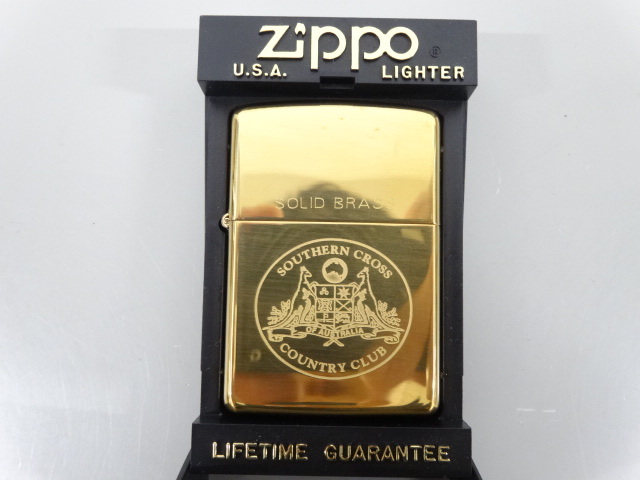 Zippo ®
U.S.A. LIGHTER
SOLID BRASS
SOUTHERN CROSS
OF AUSTRALIA
COUNTRY CLUB
LIFETIME GUARANTEE